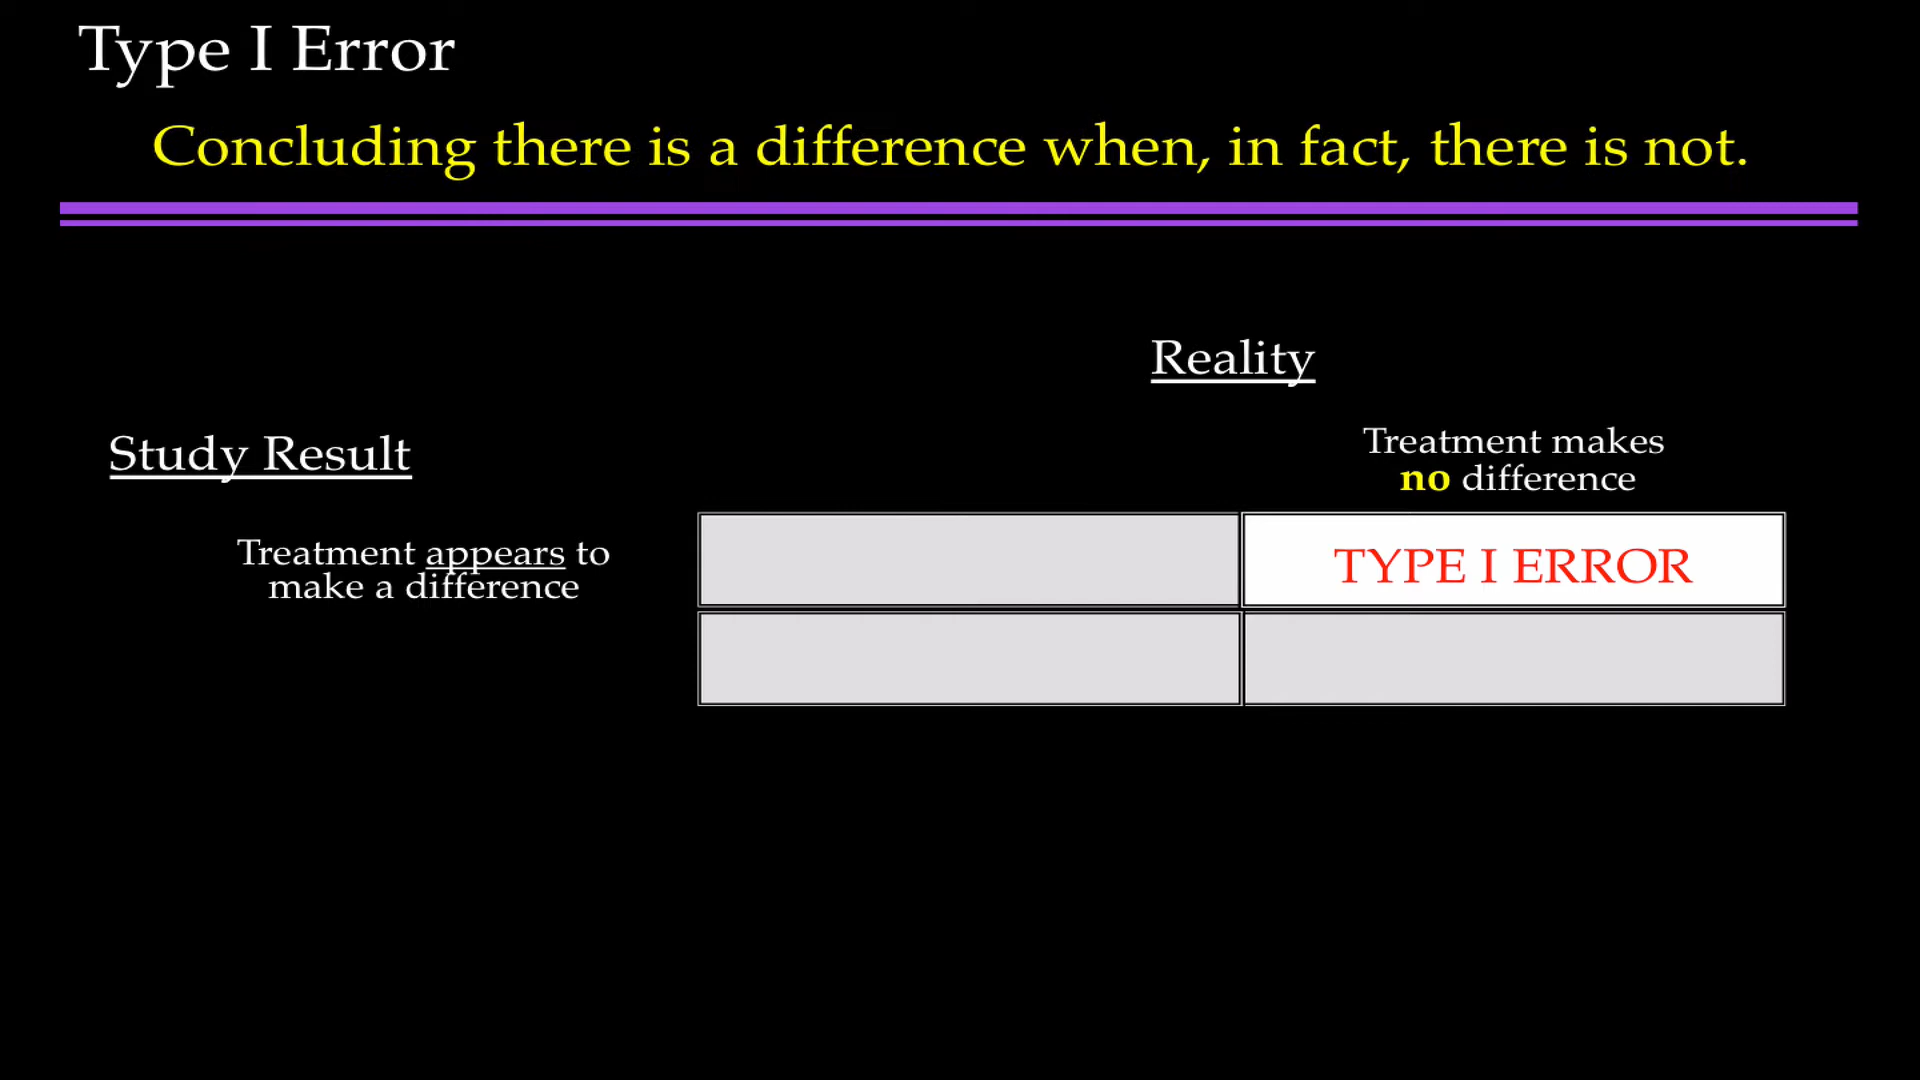 Type I Error
Concluding there is a difference when, in fact, there is not.
Reality
Study Result
Treatment makes
no difference
Treatment appears to
make a difference
TYPE I ERROR